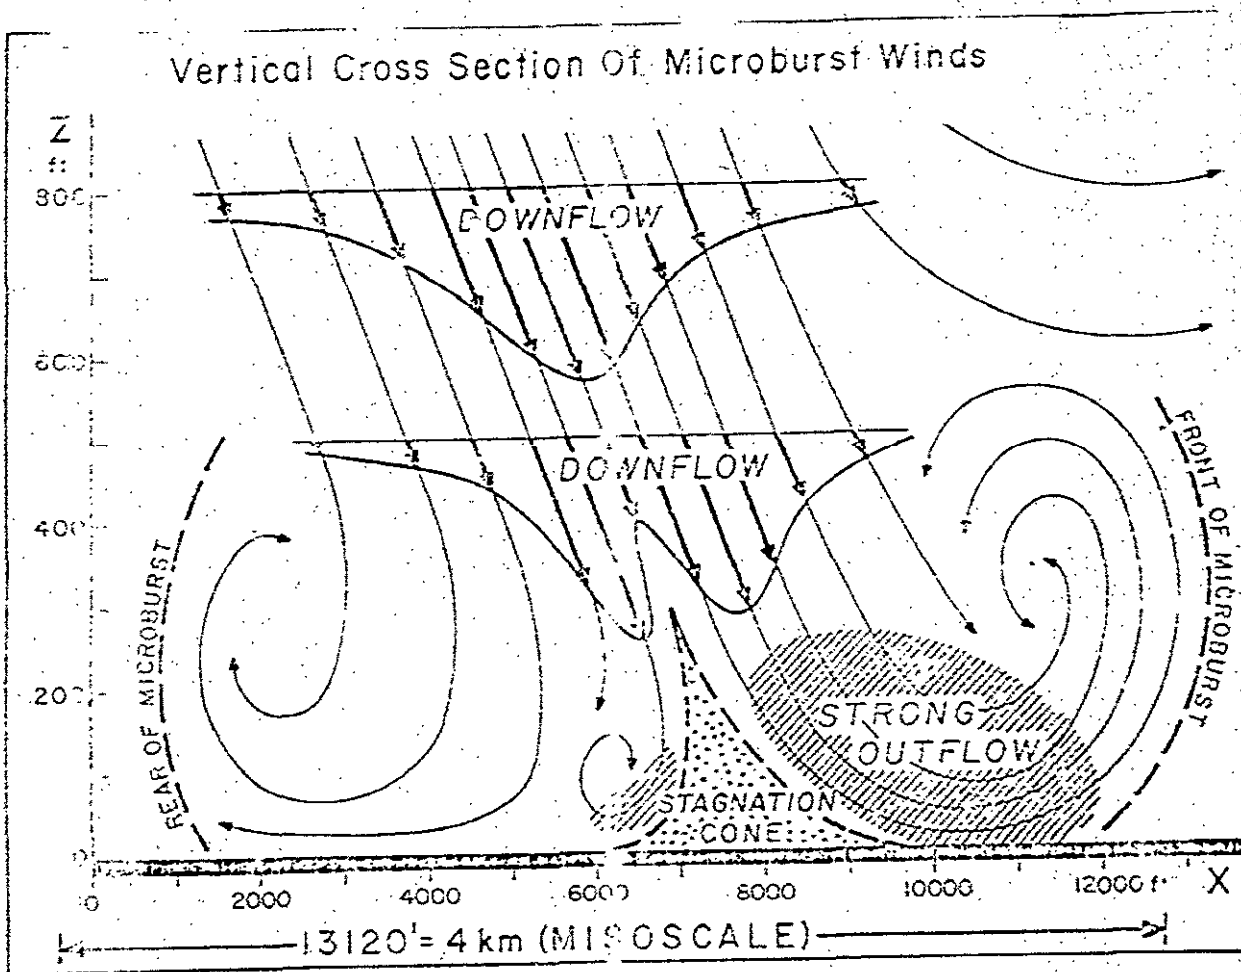 Vertical Cross Section Of Microburst Winds
Z
ft
800
DOWNFLOW
600
DOWNFLOW
400
200
0
REAR OF MICROBURST
FRONT OF MICROBURST
STRONG
OUTFLOW
STAGNATION
CONE
0 2000 4000 6000 8000 10000 12000 ft X
13120' = 4 km (MISOSCALE)